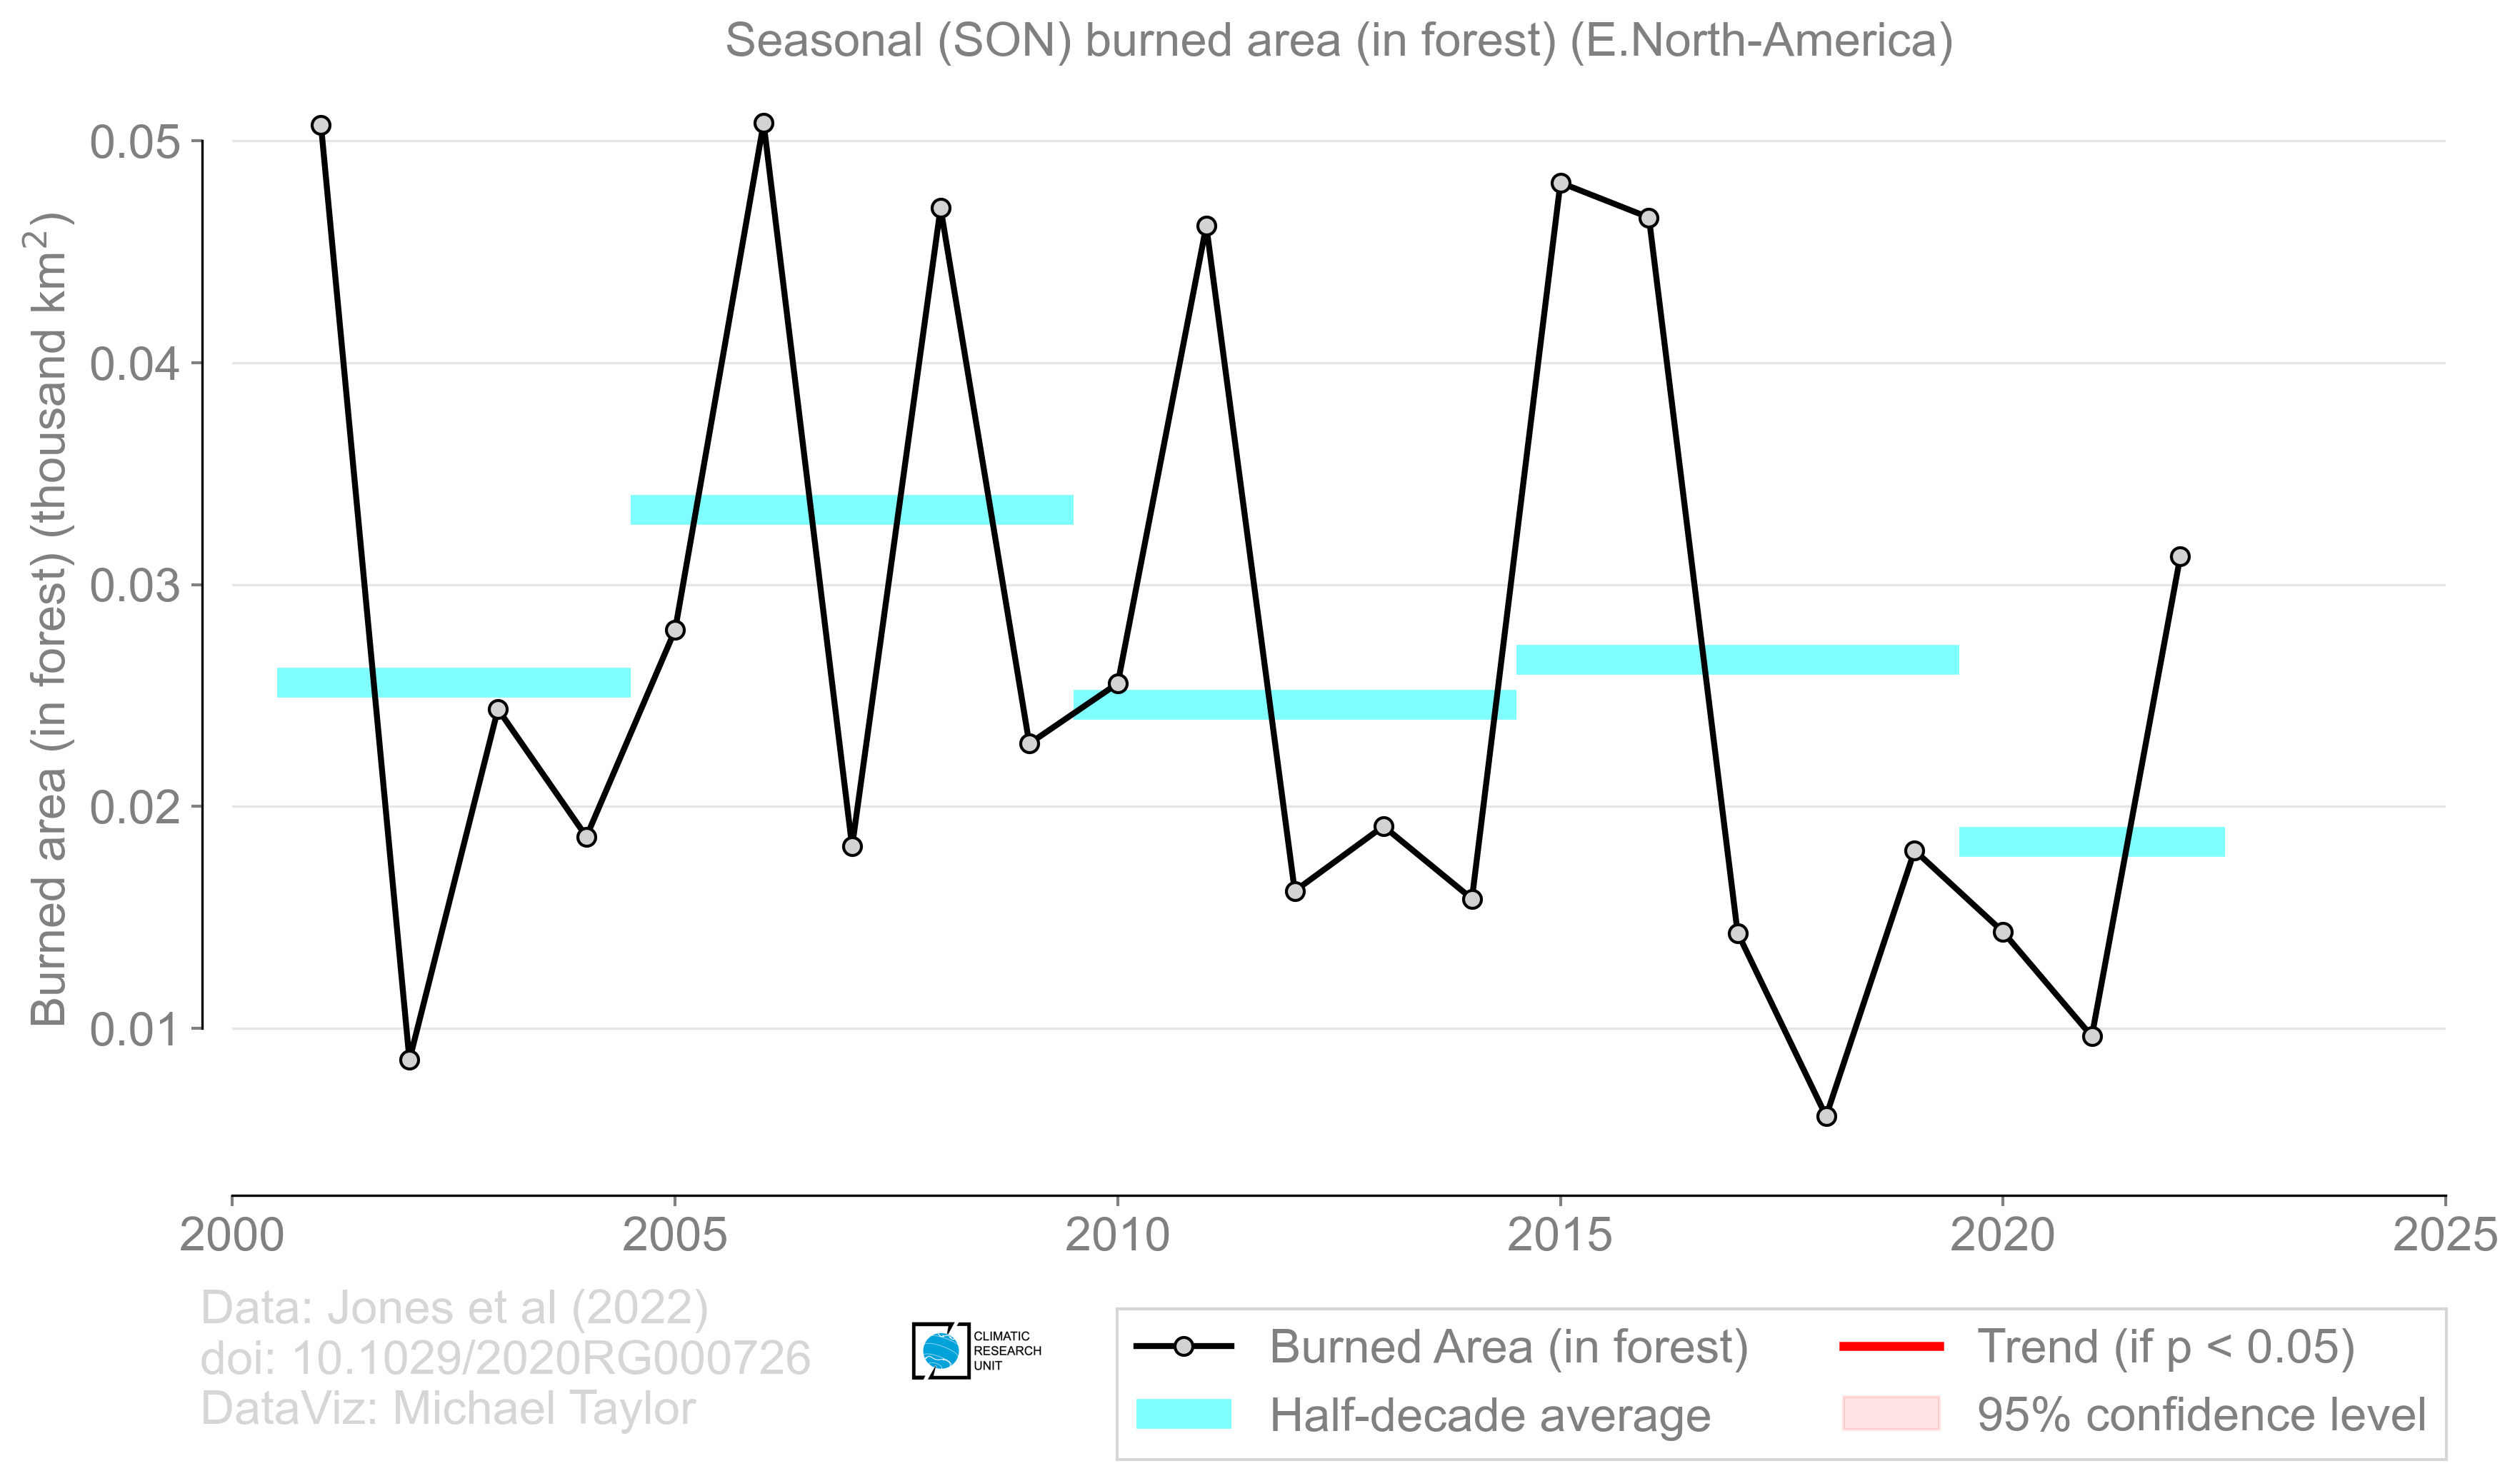 Seasonal (SON) burned area (in forest) (E.North-America)
Burned area (in forest) (thousand km²)
0.05
0.04
0.03
0.02
0.01
2000 2005 2010 2015 2020 2025
Data: Jones et al (2022)
doi: 10.1029/2020RG000726
DataViz: Michael Taylor
CLIMATIC
RESEARCH
UNIT
Burned Area (in forest)
Half-decade average
Trend (if p < 0.05)
95% confidence level